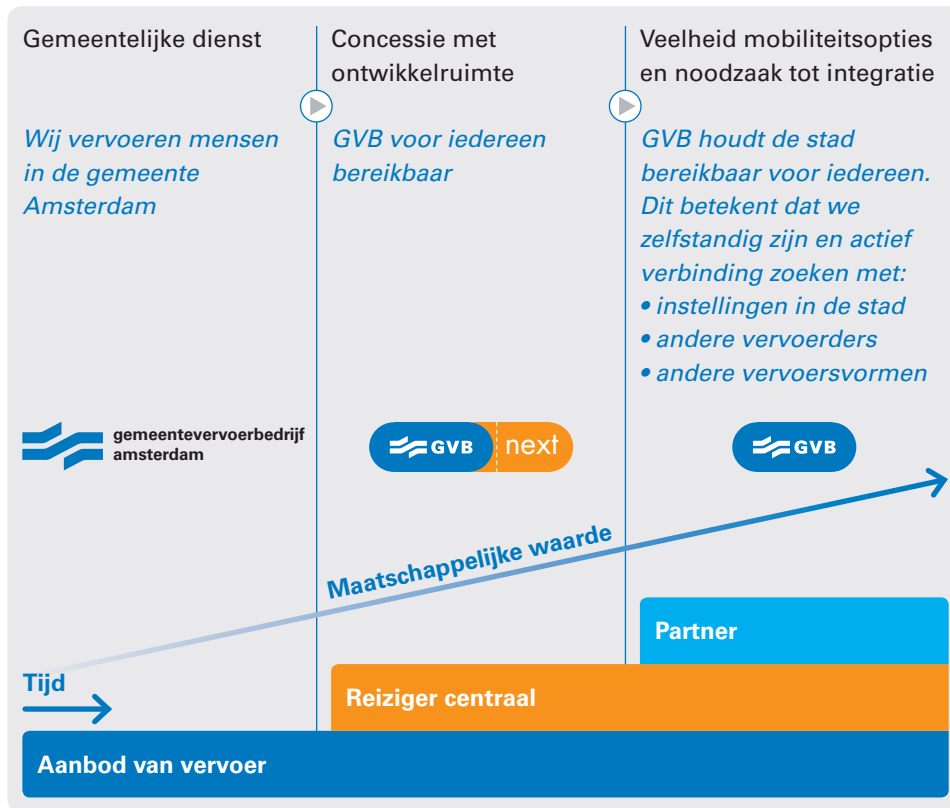 Gemeentelijke dienst
Wij vervoeren mensen
in de gemeente
Amsterdam
gemeentevervoerbedrijf
amsterdam
Concessie met
ontwikkelruimte
GVB voor iedereen
bereikbaar
GVB next
Veelheid mobiliteitsopties
en noodzaak tot integratie
GVB houdt de stad
bereikbaar voor iedereen.
Dit betekent dat we
zelfstandig zijn en actief
verbinding zoeken met:
• instellingen in de stad
• andere vervoerders
• andere vervoersvormen
GVB
Maatschappelijke waarde
Partner
Tijd
Reiziger centraal
Aanbod van vervoer